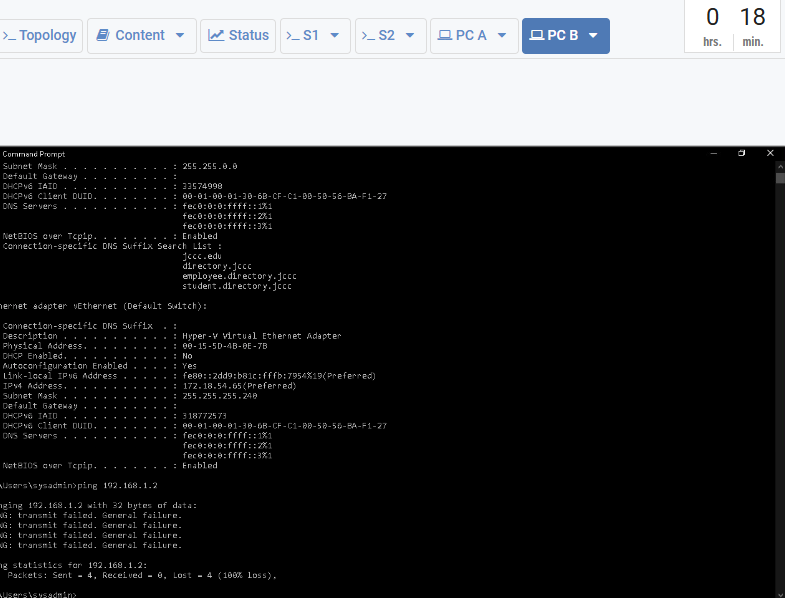 >_ Topology Content Status >_ S1 >_ S2 PC A PC B
0 18
hrs. min.
Command Prompt
Subnet Mask . . . . . . . . . . . : 255.255.0.0
Default Gateway . . . . . . . . . :
DHCPv6 IAID . . . . . . . . . . . : 33574998
DHCPv6 Client DUID. . . . . . . . : 00-01-00-01-30-6B-CF-C1-00-50-56-BA-F1-27
DNS Servers . . . . . . . . . . . : fec0:0:0:ffff::1%1
fec0:0:0:ffff::2%1
fec0:0:0:ffff::3%1
NetBIOS over Tcpip. . . . . . . . : Enabled
Connection-specific DNS Suffix Search List :
jccc.edu
directory.jccc
employee.directory.jccc
student.directory.jccc
ernet adapter vEthernet (Default Switch):
Connection-specific DNS Suffix . :
Description . . . . . . . . . . . : Hyper-V Virtual Ethernet Adapter
Physical Address. . . . . . . . . : 00-15-5D-4B-0E-7B
DHCP Enabled. . . . . . . . . . . : No
Autoconfiguration Enabled . . . . : Yes
Link-local IPv6 Address . . . . . : fe80::2dd9:b81c:fffb:7954%19(Preferred)
IPv4 Address. . . . . . . . . . . : 172.18.54.65(Preferred)
Subnet Mask . . . . . . . . . . . : 255.255.255.240
Default Gateway . . . . . . . . . :
DHCPv6 IAID . . . . . . . . . . . : 318772573
DHCPv6 Client DUID. . . . . . . . : 00-01-00-01-30-6B-CF-C1-00-50-56-BA-F1-27
DNS Servers . . . . . . . . . . . : fec0:0:0:ffff::1%1
fec0:0:0:ffff::2%1
fec0:0:0:ffff::3%1
NetBIOS over Tcpip. . . . . . . . : Enabled
\Users\sysadmin>ping 192.168.1.2
nging 192.168.1.2 with 32 bytes of data:
NG: transmit failed. General failure.
NG: transmit failed. General failure.
NG: transmit failed. General failure.
NG: transmit failed. General failure.
ng statistics for 192.168.1.2:
Packets: Sent = 4, Received = 0, Lost = 4 (100% loss),
\Users\sysadmin>